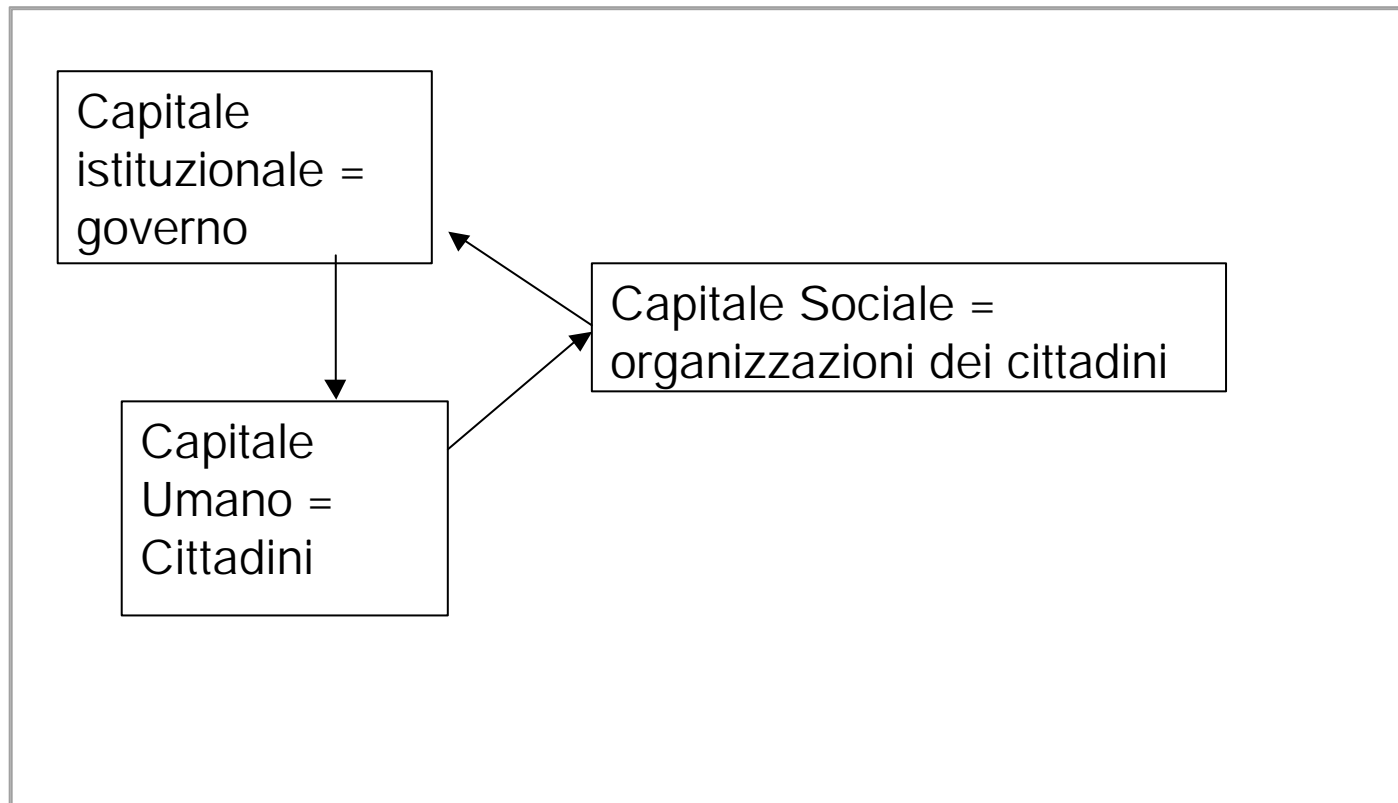 Capitale
istituzionale =
governo
Capitale Sociale =
organizzazioni dei cittadini
Capitale
Umano =
Cittadini